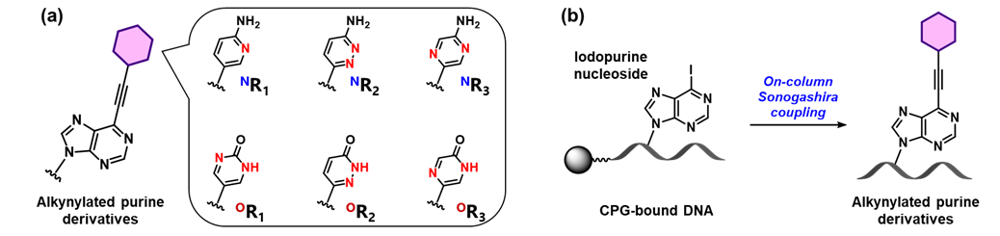 (a)
NH₂
NH₂
NH₂
N
N
N
N
N
ᴺR₁
ᴺR₂
ᴺR₃
N
N
N
N
O
O
O
N
NH
NH
N
N
NH
ᴼR₁
ᴼR₂
ᴼR₃
Alkynylated purine
derivatives
(b)
Iodopurine
nucleoside
I
N
N
N
N
On-column
Sonogashira
coupling
N
N
N
N
CPG-bound DNA
Alkynylated purine
derivatives